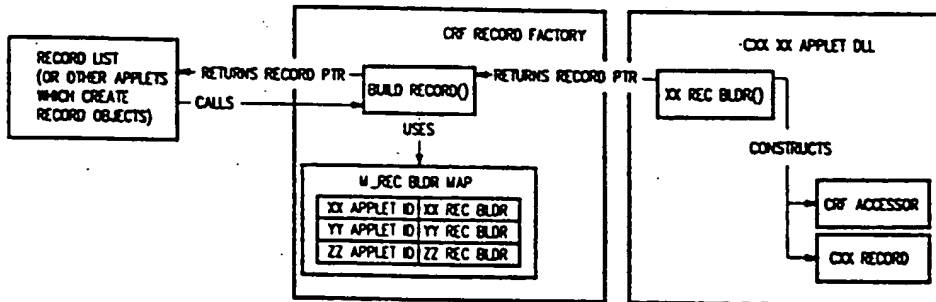 RECORD LIST
(OR OTHER APPLETS
WHICH CREATE
RECORD OBJECTS)
RETURNS RECORD PTR
CALLS
CRF RECORD FACTORY
BUILD RECORD()
USES
M_REC BLDR MAP
XX APPLET ID XX REC BLDR
YY APPLET ID YY REC BLDR
ZZ APPLET ID ZZ REC BLDR
RETURNS RECORD PTR
CXX XX APPLET DLL
XX REC BLDR()
CONSTRUCTS
CRF ACCESSOR
CXX RECORD